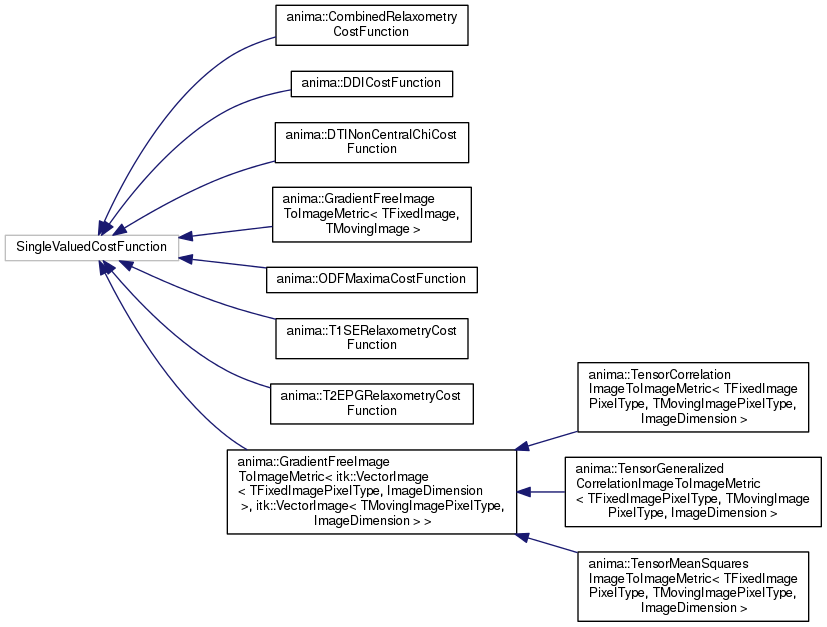 anima::CombinedRelaxometry
CostFunction
anima::DDICostFunction
anima::DTINonCentralChiCost
Function
anima::GradientFreeImage
ToImageMetric< TFixedImage,
TMovingImage >
SingleValuedCostFunction
anima::ODFMaximaCostFunction
anima::T1SERelaxometryCost
Function
anima::T2EPGRelaxometryCost
Function
anima::GradientFreeImage
ToImageMetric< itk::VectorImage
< TFixedImagePixelType, ImageDimension
>, itk::VectorImage< TMovingImagePixelType,
ImageDimension > >
anima::TensorCorrelation
ImageToImageMetric< TFixedImage
PixelType, TMovingImagePixelType,
ImageDimension >
anima::TensorGeneralized
CorrelationImageToImageMetric
< TFixedImagePixelType, TMovingImage
PixelType, ImageDimension >
anima::TensorMeanSquares
ImageToImageMetric< TFixedImage
PixelType, TMovingImagePixelType,
ImageDimension >